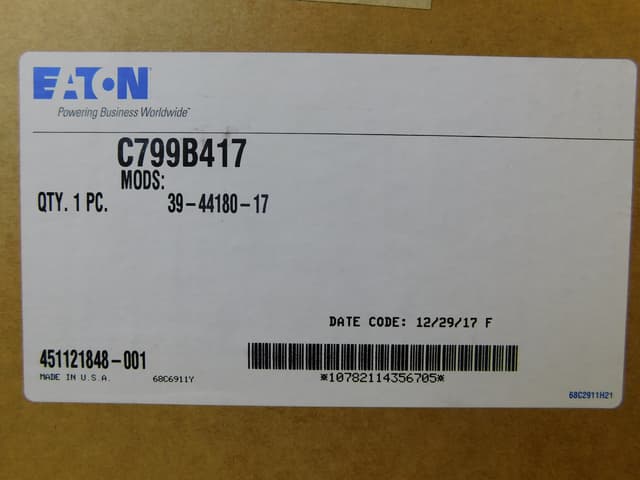 EATON
Powering Business Worldwide™
C799B417
MODS:
QTY. 1 PC. 39-44180-17
DATE CODE: 12/29/17 F
451121848-001
MADE IN U.S.A. 68C6911Y
*10782114356705*
68C2911H21